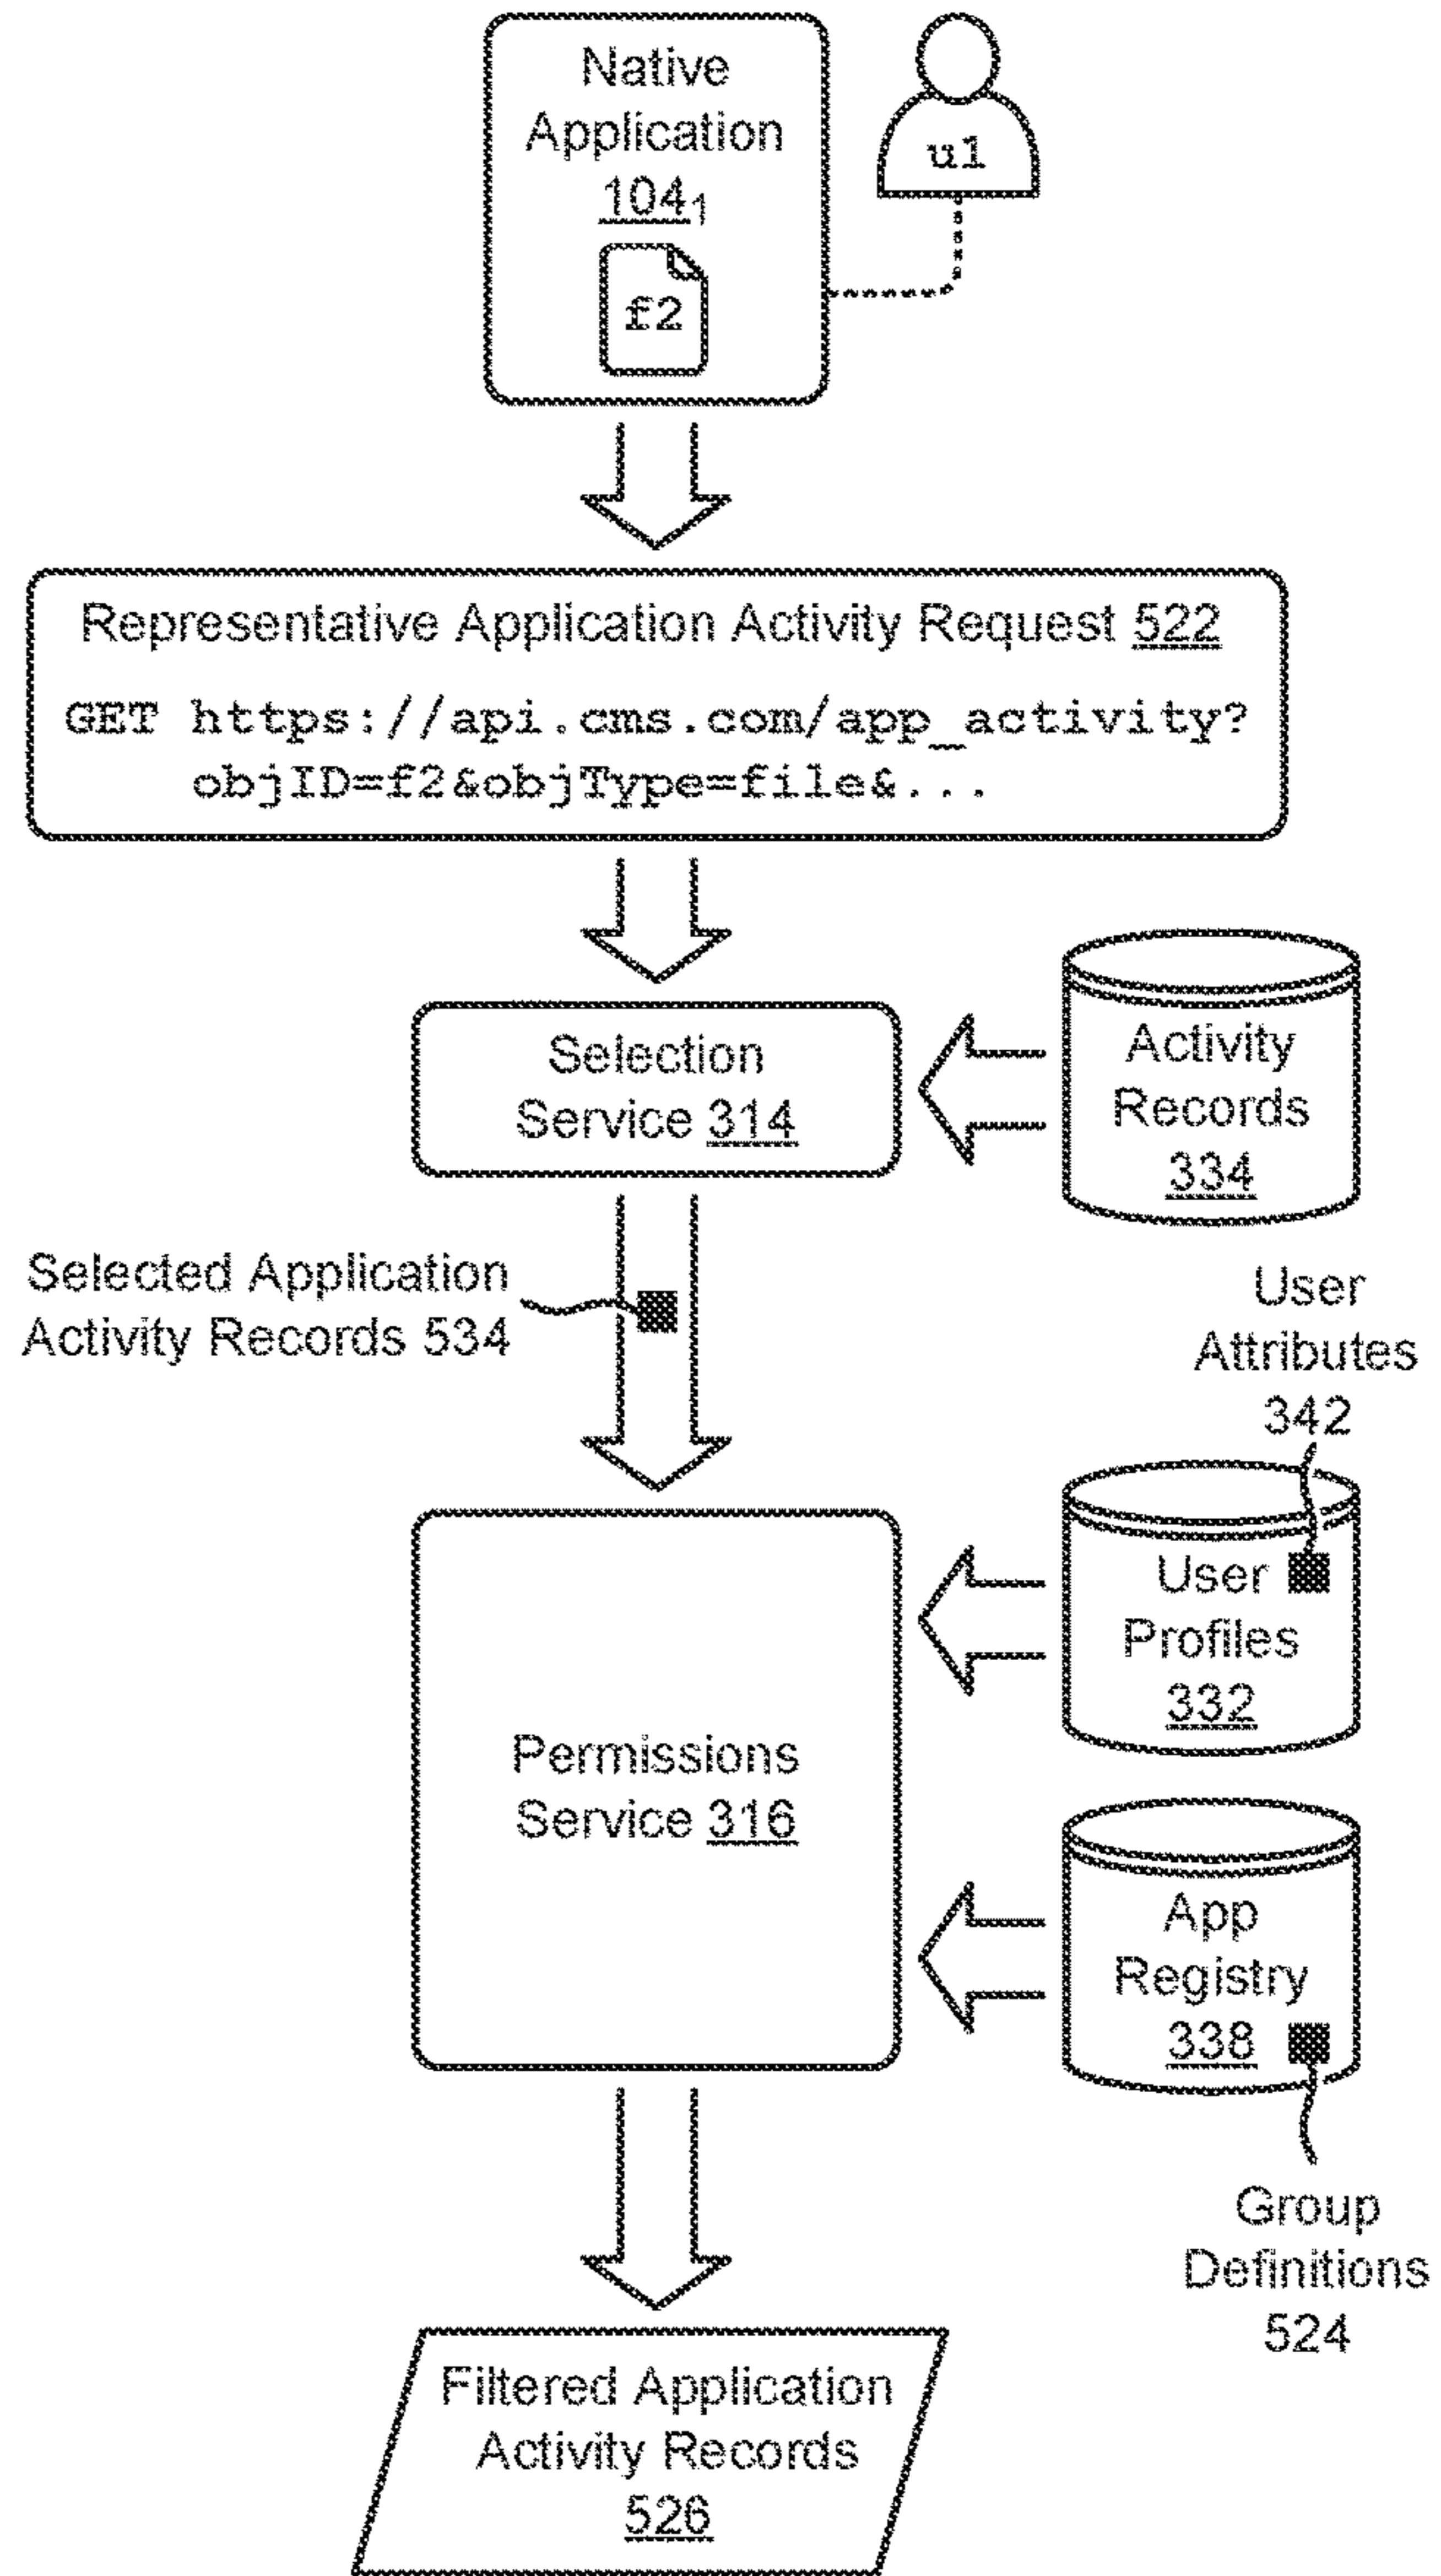 Native
Application
104₁
f2
u1
Representative Application Activity Request 522
GET https://api.cms.com/app_activity?
objID=f2&objType=file&...
Selection
Service 314
Activity
Records
334
Selected Application
Activity Records 534
User
Attributes
342
User
Profiles
332
Permissions
Service 316
App
Registry
338
Group
Definitions
524
Filtered Application
Activity Records
526